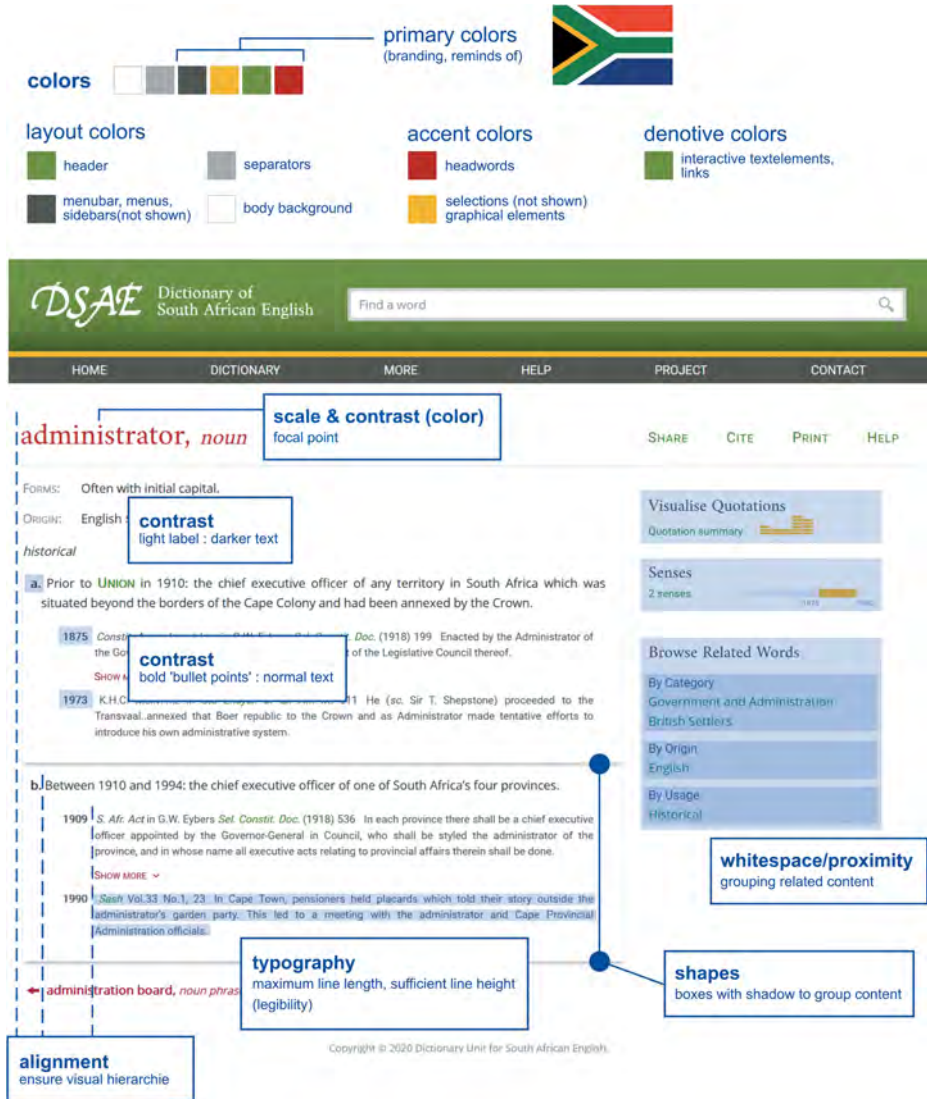 primary colors
(branding, reminds of)
colors
layout colors
accent colors
denotive colors
header
separators
headwords
interactive textelements,
links
menubar, menus,
sidebars(not shown)
body background
selections (not shown)
graphical elements
DSAE
Dictionary of
South African English
Find a word
HOME
DICTIONARY
MORE
HELP
PROJECT
CONTACT
scale & contrast (color)
focal point
administrator, noun
SHARE
CITE
PRINT
HELP
FORMS: Often with initial capital.
ORIGIN: English
contrast
light label : darker text
historical
a. Prior to UNION in 1910: the chief executive officer of any territory in South Africa which was
situated beyond the borders of the Cape Colony and had been annexed by the Crown.
1875 Doc. (1918) 199 Enacted by the Administrator of
the of the Legislative Council thereof.
SHOW
contrast
bold 'bullet points' : normal text
1973 K.H.C. 11 He (sc. Sir T. Shepstone) proceeded to the
Transvaal..annexed that Boer republic to the Crown and as Administrator made tentative efforts to
introduce his own administrative system.
b. Between 1910 and 1994: the chief executive officer of one of South Africa's four provinces.
1909 S. Afr. Act in G.W. Eybers Sel. Constit. Doc. (1918) 536 In each province there shall be a chief executive
officer appointed by the Governor-General in Council, who shall be styled the administrator of the
province, and in whose name all executive acts relating to provincial affairs therein shall be done.
SHOW MORE
1990 Sash Vol.33 No.1, 23 In Cape Town, pensioners held placards which told their story outside the
administrator's garden party. This led to a meeting with the administrator and Cape Provincial
Administration officials.
typography
maximum line length, sufficient line height
(legibility)
administration board, noun phras
Copyright © 2020 Dictionary Unit for South African English.
alignment
ensure visual hierarchie
Visualise Quotations
Quotation summary
Senses
2 senses
Browse Related Words
By Category
Government and Administration
British Settlers
By Origin
English
By Usage
Historical
whitespace/proximity
grouping related content
shapes
boxes with shadow to group content